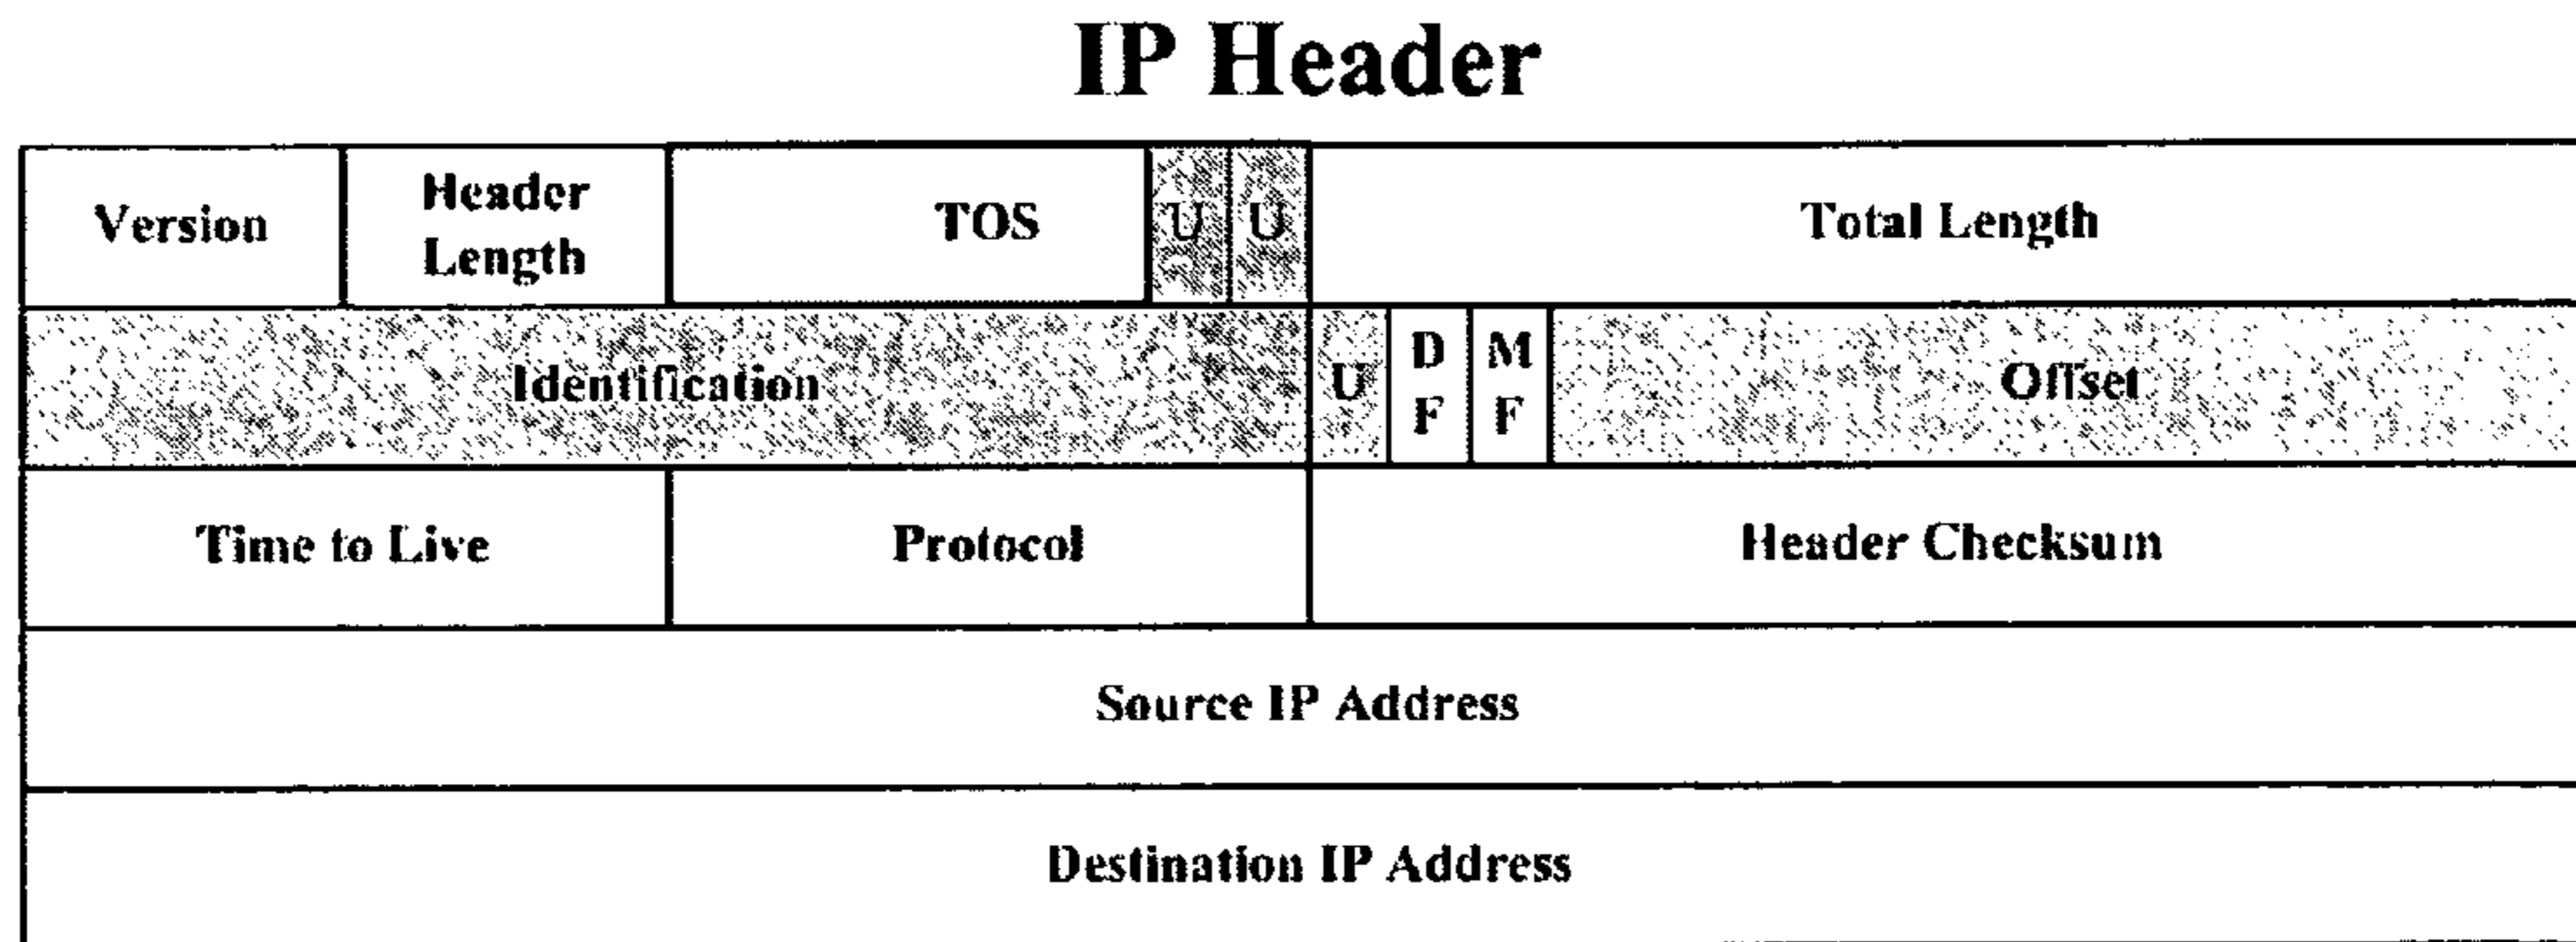 IP Header
Version
Header
Length
TOS
U
U
Total Length
Identification
U
D
F
M
F
Offset
Time to Live
Protocol
Header Checksum
Source IP Address
Destination IP Address